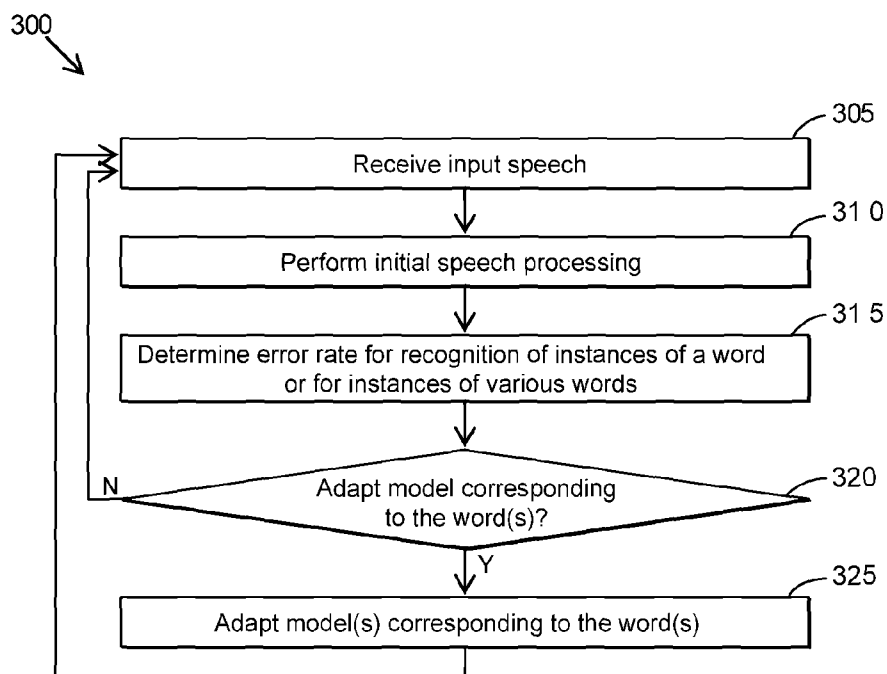 300
305
Receive input speech
31 0
Perform initial speech processing
31 5
Determine error rate for recognition of instances of a word
or for instances of various words
320
N
Adapt model corresponding
to the word(s)?
Y
325
Adapt model(s) corresponding to the word(s)